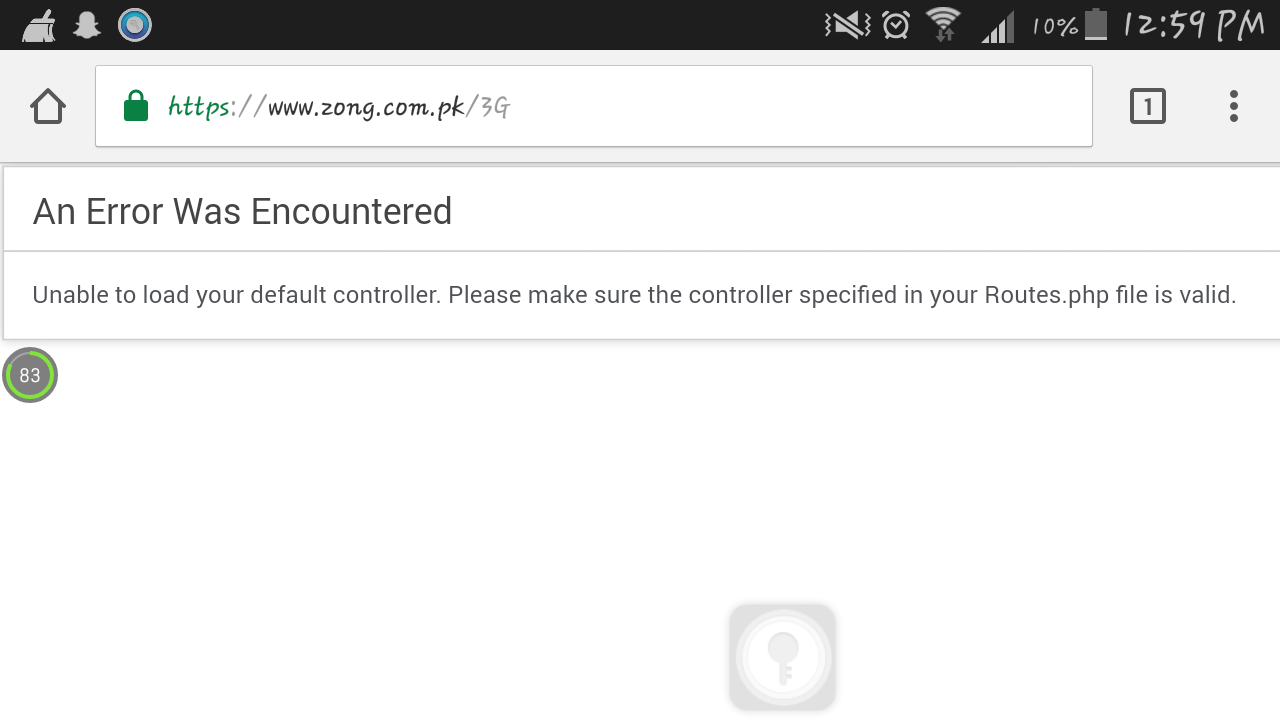 10% 12:59 PM
https://www.zong.com.pk/3G
1
An Error Was Encountered
Unable to load your default controller. Please make sure the controller specified in your Routes.php file is valid.
83